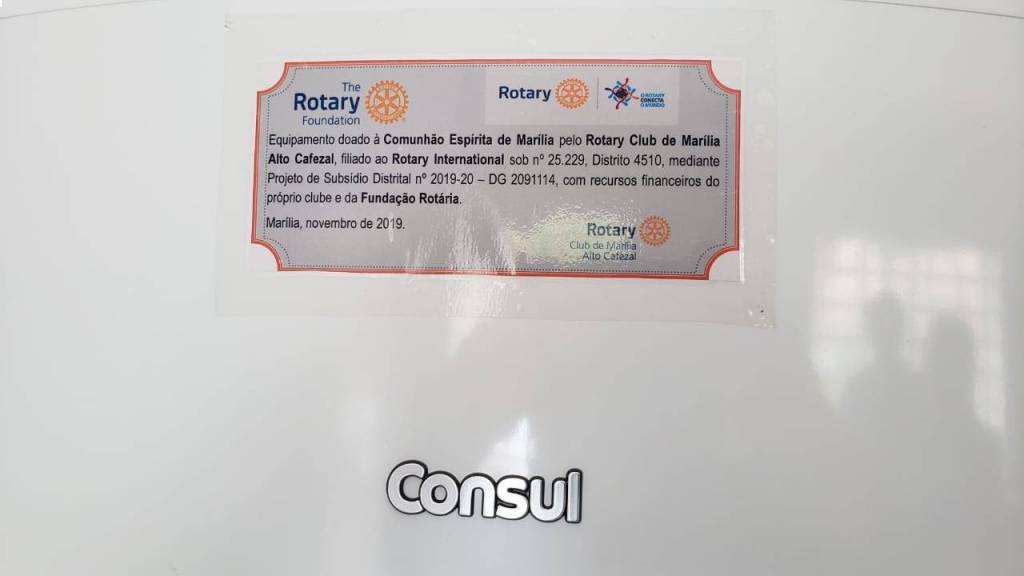 The
Rotary
Foundation
Rotary
O ROTARY
CONECTA
O MUNDO
Equipamento doado à Comunhão Espírita de Marília pelo Rotary Club de Marília
Alto Cafezal, filiado ao Rotary International sob nº 25.229, Distrito 4510, mediante
Projeto de Subsídio Distrital nº 2019-20 – DG 2091114, com recursos financeiros do
próprio clube e da Fundação Rotária.
Marília, novembro de 2019.
Rotary
Club de Marília
Alto Cafezal
Consul